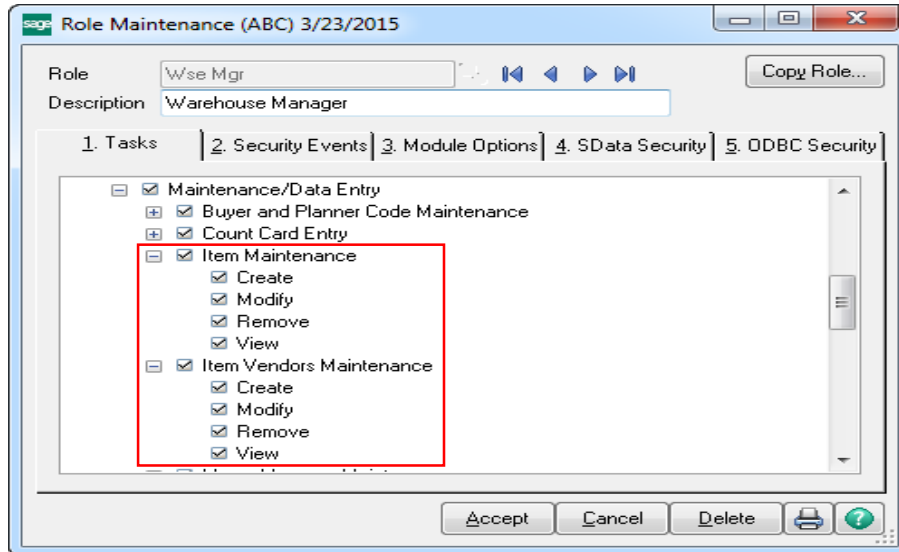 sage Role Maintenance (ABC) 3/23/2015
Role Wse Mgr Copy Role...
Description Warehouse Manager
1. Tasks 2. Security Events 3. Module Options 4. SData Security 5. ODBC Security
Maintenance/Data Entry
Buyer and Planner Code Maintenance
Count Card Entry
Item Maintenance
Create
Modify
Remove
View
Item Vendors Maintenance
Create
Modify
Remove
View
Accept Cancel Delete